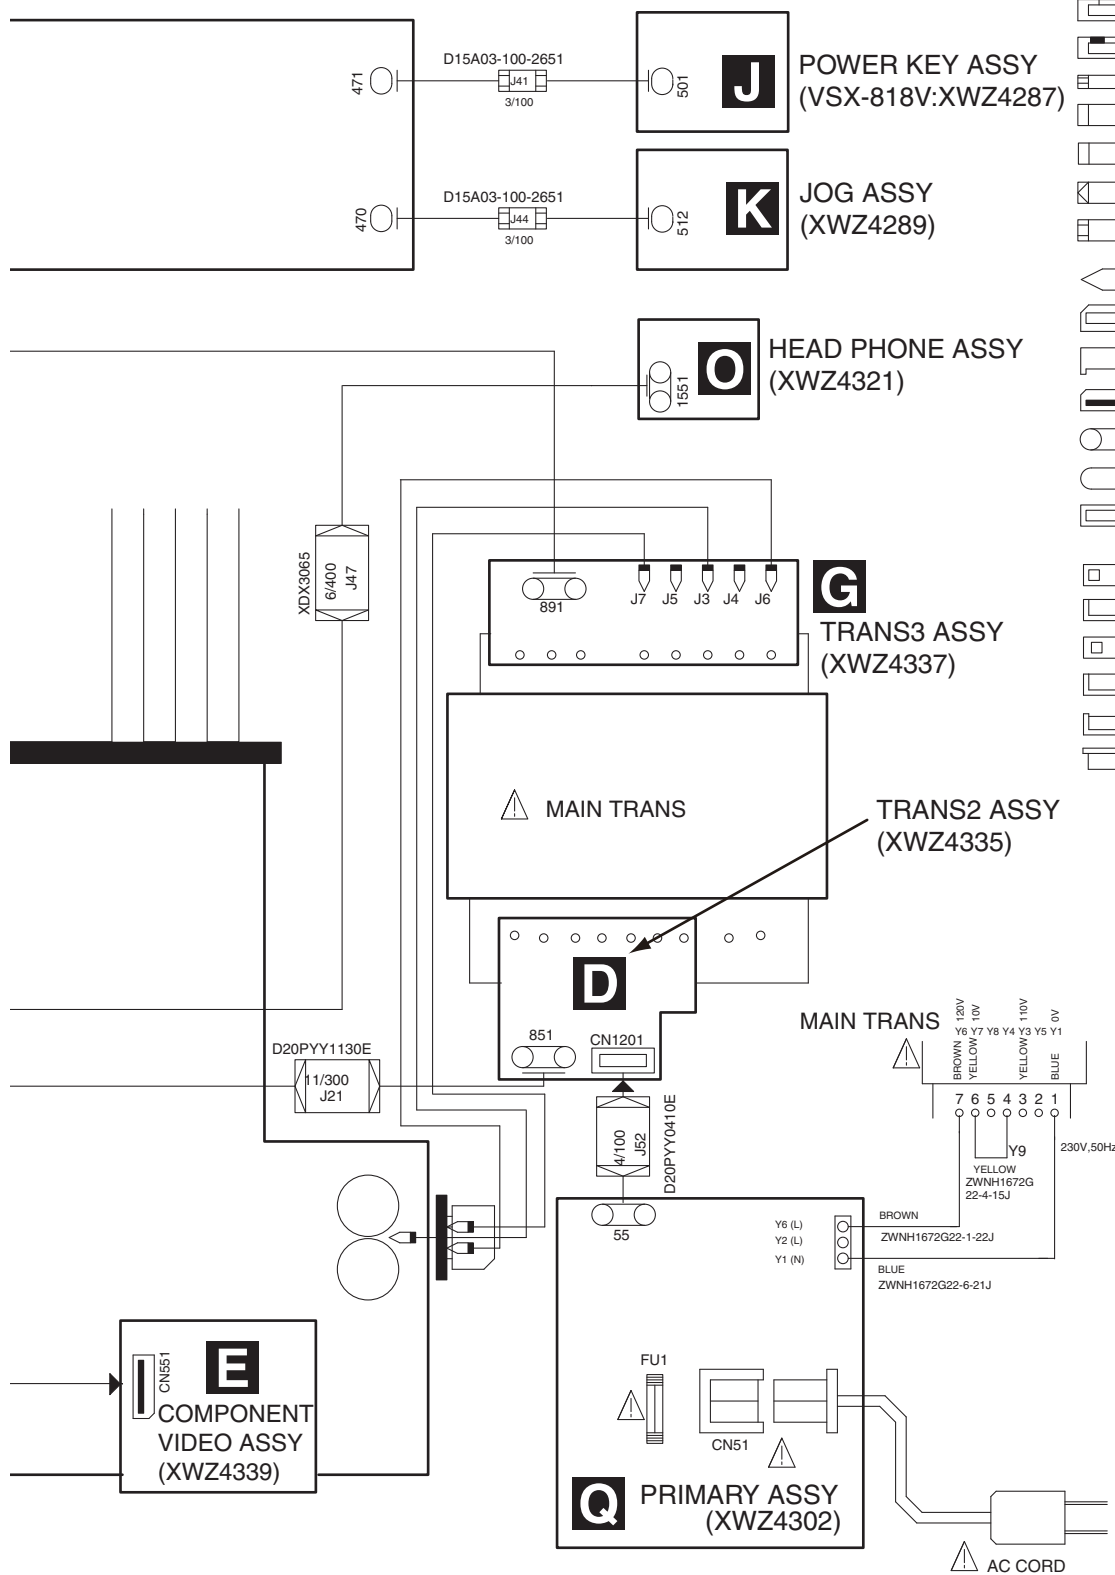 D15A03-100-2651
471
J41
3/100
501
J
POWER KEY ASSY
(VSX-818V:XWZ4287)
D15A03-100-2651
470
J44
3/100
512
K
JOG ASSY
(XWZ4289)
1551
O
HEAD PHONE ASSY
(XWZ4321)
XDX3065
6/400
J47
891
J7
J5
J3
J4
J6
G
TRANS3 ASSY
(XWZ4337)
MAIN TRANS
TRANS2 ASSY
(XWZ4335)
D
851
CN1201
D20PYY1130E
11/300
J21
4/100
J52
D20PYY0410E
55
MAIN TRANS
120V
10V
110V
0V
Y6 Y7 Y8 Y4 Y3 Y5 Y1
BROWN
YELLOW
YELLOW
BLUE
7 6 5 4 3 2 1
Y9
230V,50Hz
YELLOW
ZWNH1672G
22-4-15J
Y6 (L)
Y2 (L)
Y1 (N)
BROWN
ZWNH1672G22-1-22J
BLUE
ZWNH1672G22-6-21J
CN551
E
COMPONENT
VIDEO ASSY
(XWZ4339)
FU1
CN51
Q
PRIMARY ASSY
(XWZ4302)
AC CORD